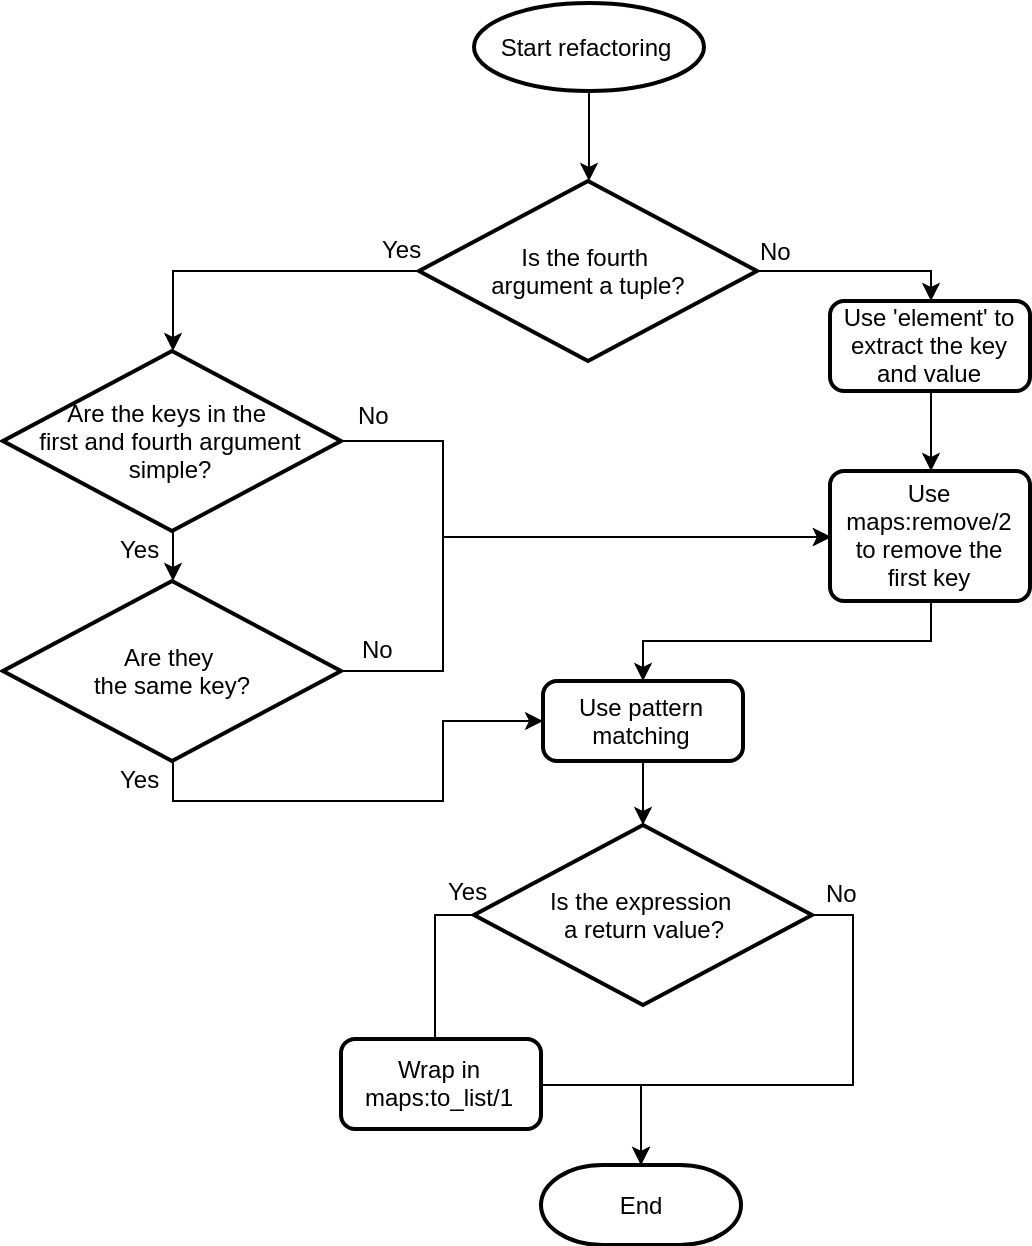 Start refactoring
Is the fourth
argument a tuple?
Yes
No
Use 'element' to
extract the key
and value
Are the keys in the
first and fourth argument
simple?
No
Yes
Use
maps:remove/2
to remove the
first key
Are they
the same key?
No
Yes
Use pattern
matching
Is the expression
a return value?
Yes
No
Wrap in
maps:to_list/1
End